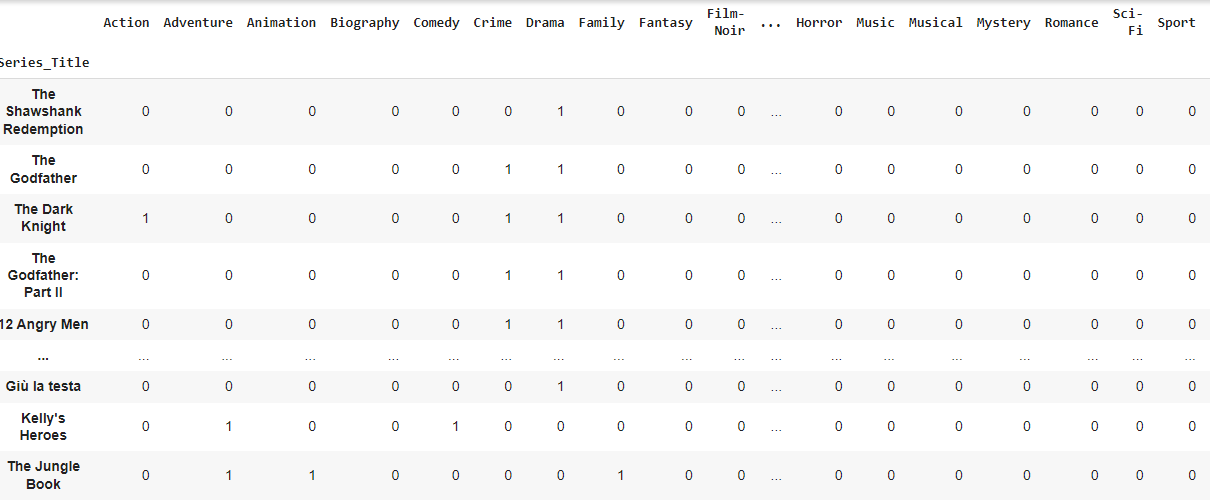 Action Adventure Animation Biography Comedy Crime Drama Family Fantasy Film-Noir ... Horror Music Musical Mystery Romance Sci-Fi Sport
Series_Title
The Shawshank Redemption 0 0 0 0 0 0 1 0 0 0 ... 0 0 0 0 0 0 0
The Godfather 0 0 0 0 0 1 1 0 0 0 ... 0 0 0 0 0 0 0
The Dark Knight 1 0 0 0 0 1 1 0 0 0 ... 0 0 0 0 0 0 0
The Godfather: Part II 0 0 0 0 0 1 1 0 0 0 ... 0 0 0 0 0 0 0
12 Angry Men 0 0 0 0 0 1 1 0 0 0 ... 0 0 0 0 0 0 0
... ... ... ... ... ... ... ... ... ... ... ... ... ... ... ... ... ... ...
Giù la testa 0 0 0 0 0 0 1 0 0 0 ... 0 0 0 0 0 0 0
Kelly's Heroes 0 1 0 0 1 0 0 0 0 0 ... 0 0 0 0 0 0 0
The Jungle Book 0 1 1 0 0 0 0 1 0 0 ... 0 0 0 0 0 0 0